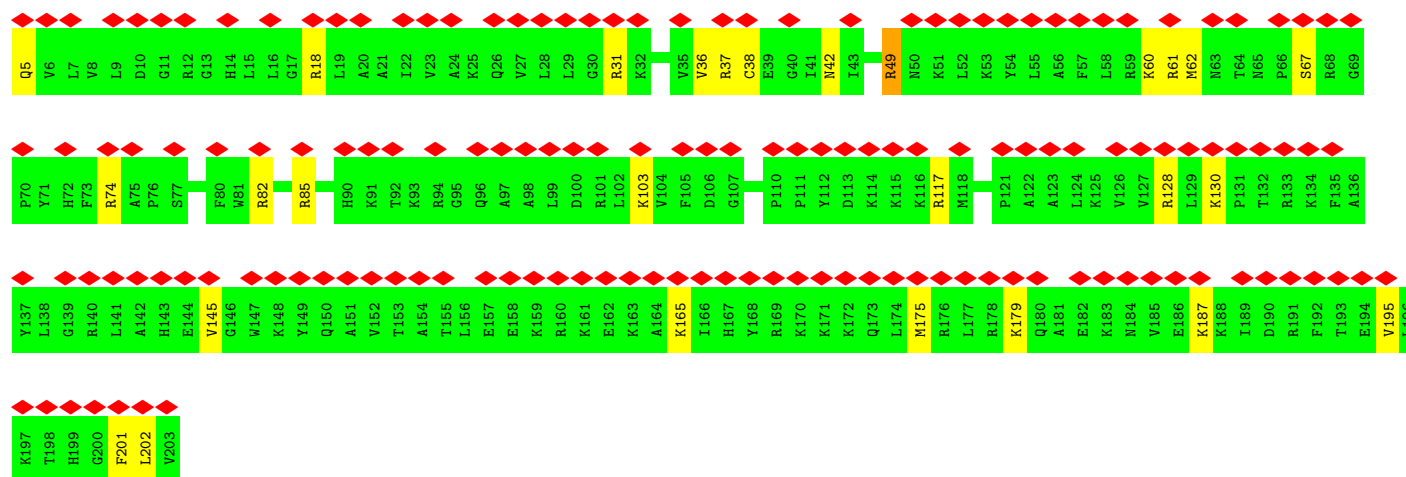 Q5 V6 L7 V8 L9 D10 G11 R12 G13 H14 L15 L16 G17 R18 L19 A20 A21 I22 V23 A24 K25 Q26 V27 L28 L29 G30 R31 K32 V35 V36 R37 C38 E39 G40 I41 N42 I43 R49 N50 K51 L52 K53 Y54 L55 A56 F57 L58 R59 K60 R61 M62 N63 T64 N65 P66 S67 R68 G69
P70 Y71 H72 F73 R74 A75 P76 S77 F80 W81 R82 R85 H90 K91 T92 K93 R94 G95 Q96 A97 A98 L99 D100 R101 L102 K103 V104 F105 D106 G107 P110 P111 Y112 D113 K114 K115 K116 R117 M118 P121 A122 A123 L124 K125 V126 V127 R128 L129 K130 P131 T132 R133 K134 F135 A136
Y137 L138 G139 R140 L141 A142 H143 E144 V145 G146 W147 K148 Y149 Q150 A151 V152 T153 A154 T155 L156 E157 E158 K159 R160 K161 E162 K163 A164 K165 I166 H167 Y168 R169 K170 K171 K172 Q173 L174 M175 R176 L177 R178 K179 Q180 A181 E182 K183 N184 V185 E186 K187 K188 I189 D190 R191 F192 T193 E194 V195
K197 T198 H199 G200 F201 L202 V203